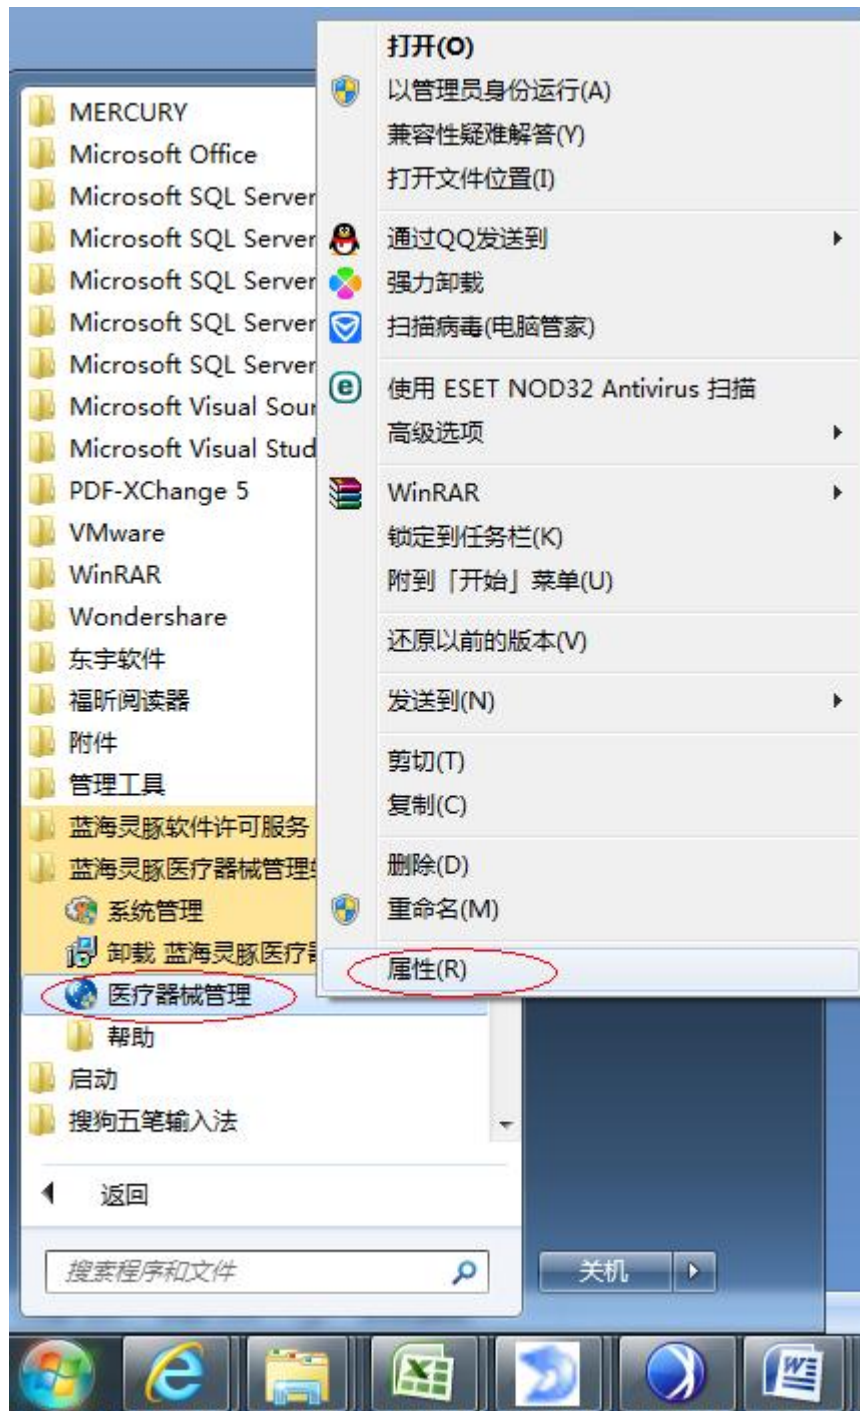 打开(O)
以管理员身份运行(A)
兼容性疑难解答(Y)
打开文件位置(I)
通过QQ发送到
强力卸载
扫描病毒(电脑管家)
使用 ESET NOD32 Antivirus 扫描
高级选项
WinRAR
锁定到任务栏(K)
附到「开始」菜单(U)
还原以前的版本(V)
发送到(N)
剪切(T)
复制(C)
删除(D)
重命名(M)
属性(R)
MERCURY
Microsoft Office
Microsoft SQL Server
Microsoft SQL Server
Microsoft SQL Server
Microsoft SQL Server
Microsoft SQL Server
Microsoft Visual Sour
Microsoft Visual Stud
PDF-XChange 5
VMware
WinRAR
Wondershare
东宇软件
福昕阅读器
附件
管理工具
蓝海灵豚软件许可服务
蓝海灵豚医疗器械管理
系统管理
卸载 蓝海灵豚医疗
医疗器械管理
帮助
启动
搜狗五笔输入法
返回
搜索程序和文件
关机